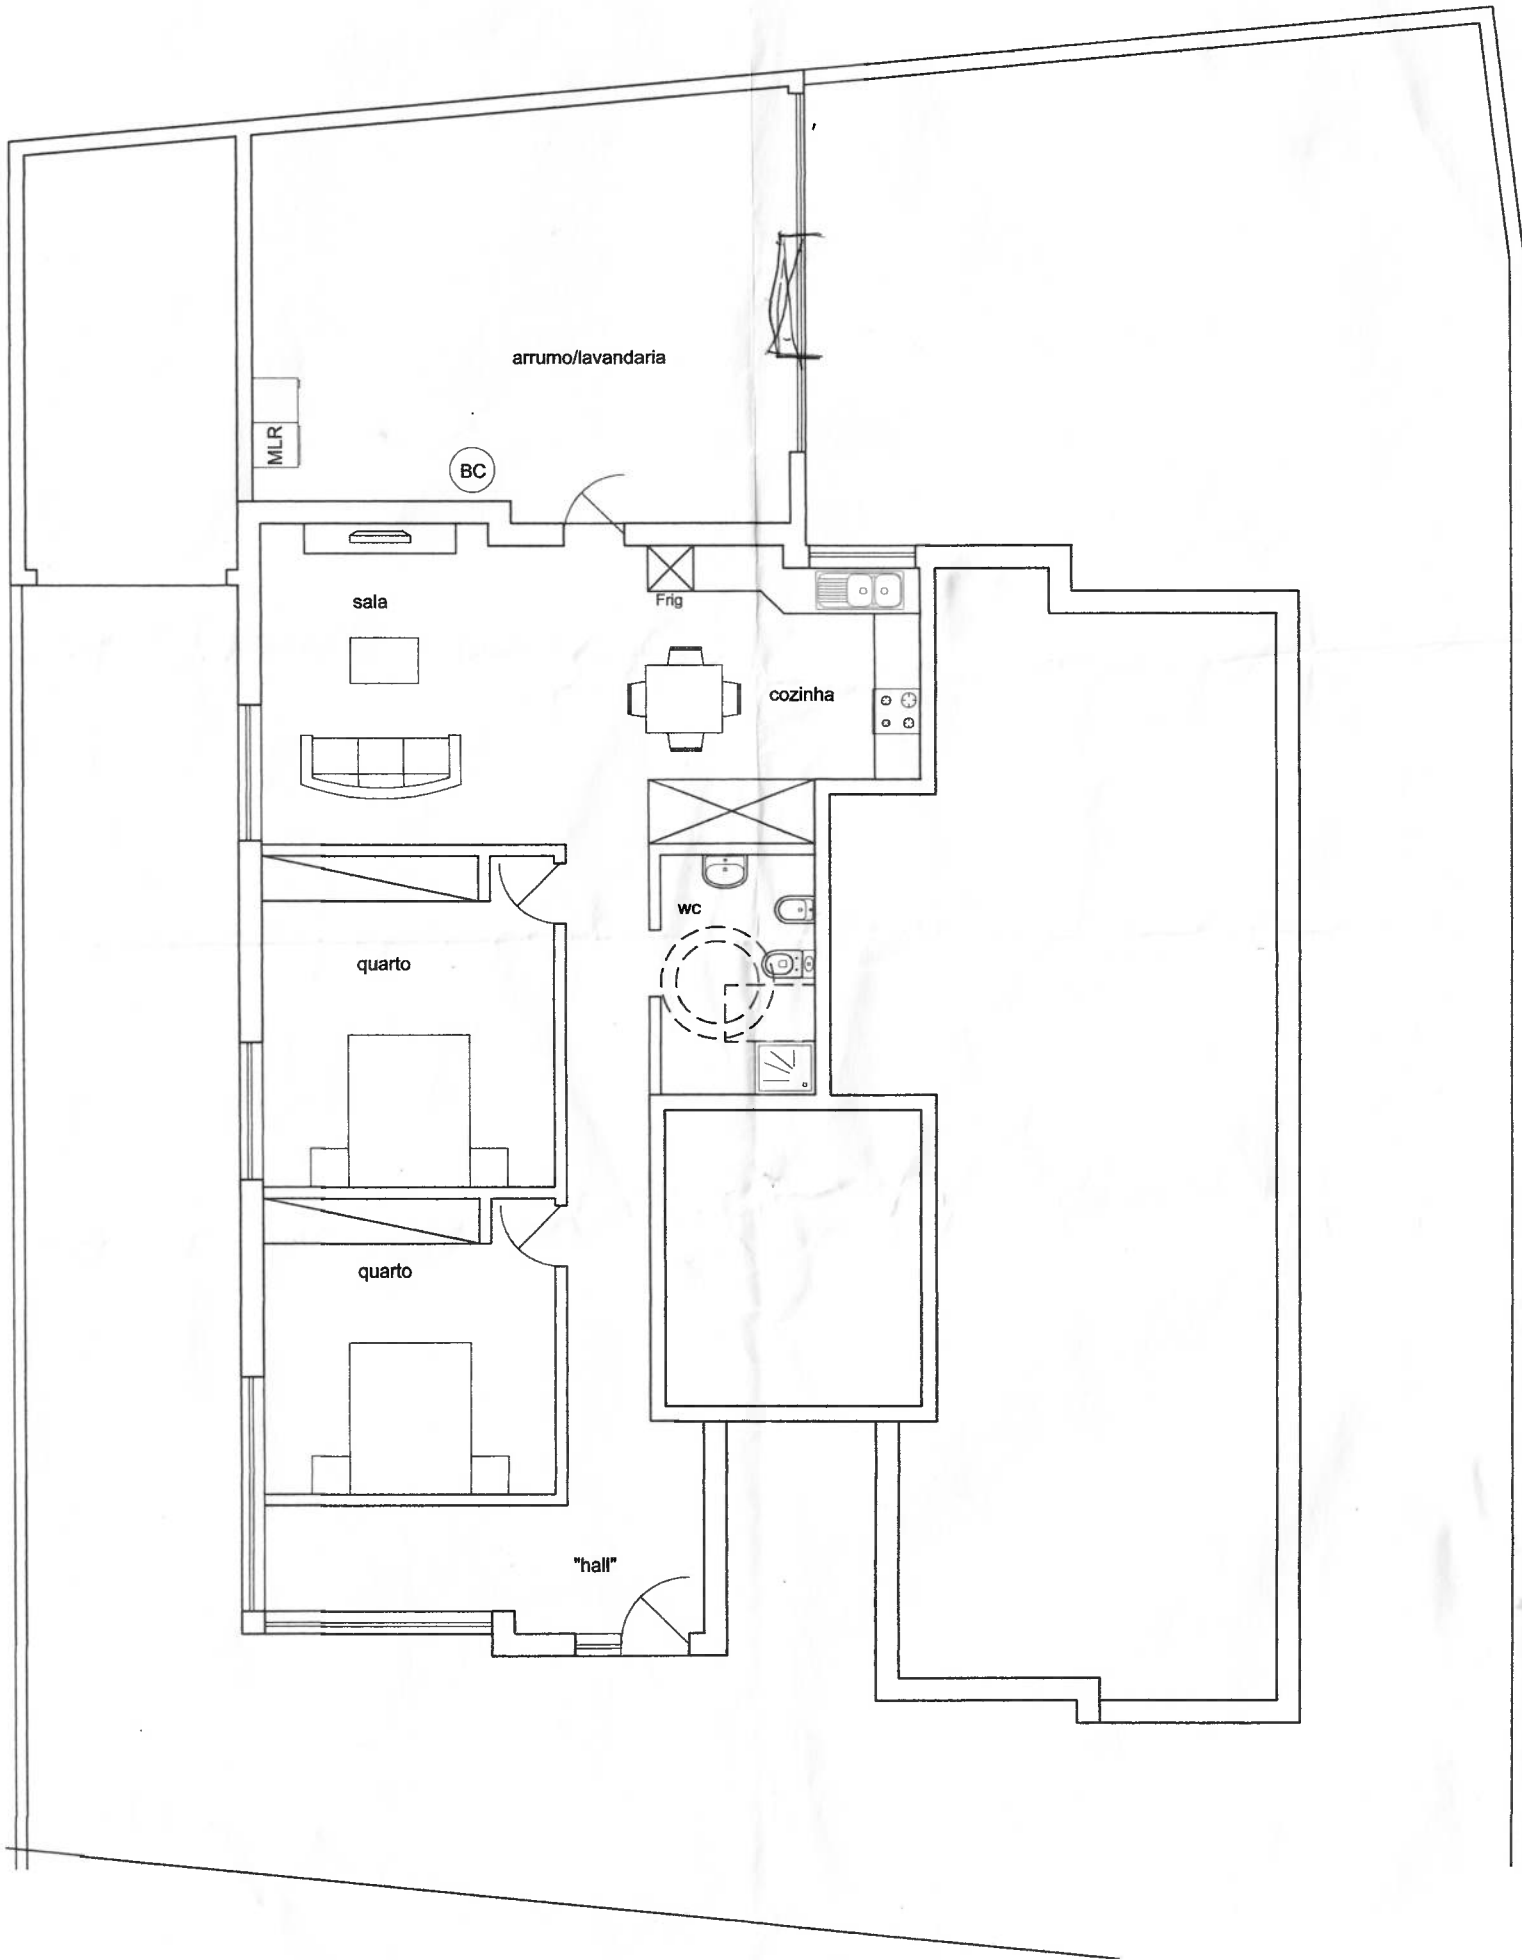 arrumo/lavandaria
MLR
BC
sala
Frig
cozinha
wc
quarto
quarto
"hall"